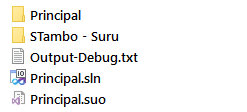 Principal
STambo - Suru
Output-Debug.txt
Principal.sln
Principal.suo